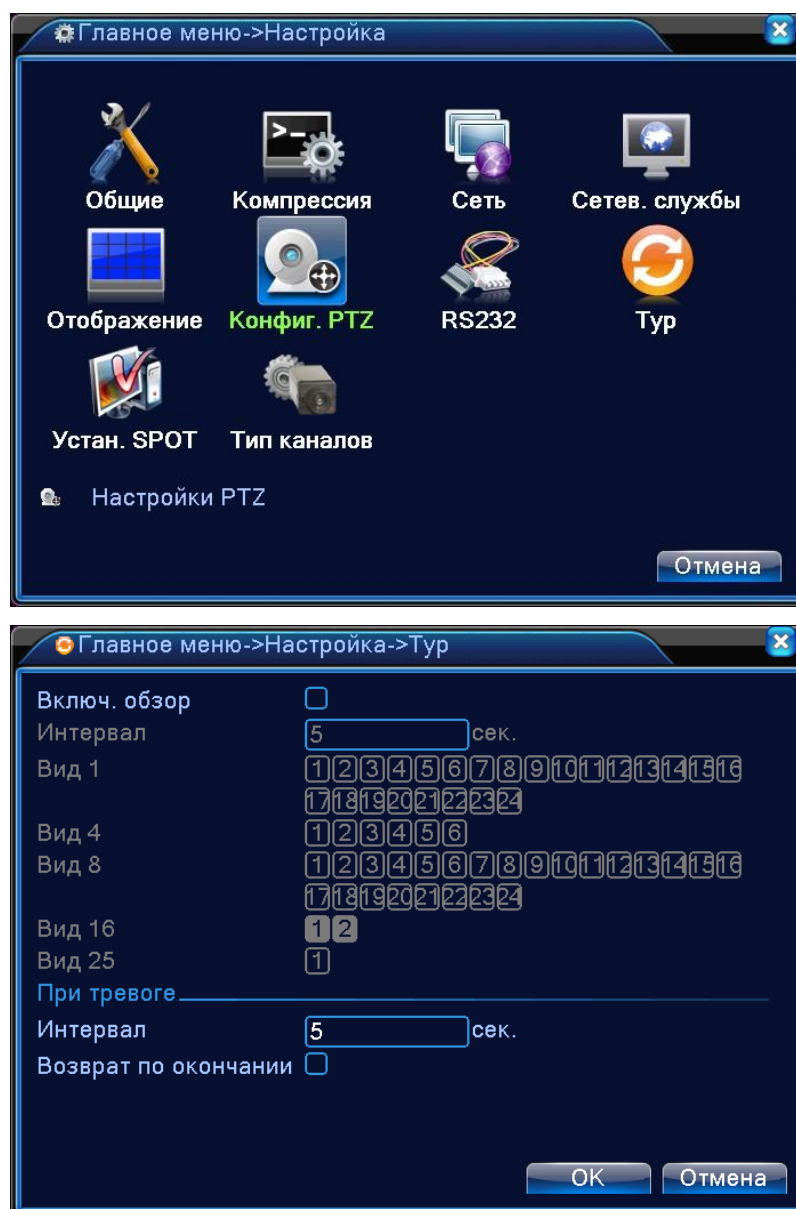 Главное меню->Настройка
Общие Компрессия Сеть Сетев. службы
Отображение Конфиг. PTZ RS232 Тур
Устан. SPOT Тип каналов
Настройки PTZ
Отмена
Главное меню->Настройка->Тур
Включ. обзор
Интервал 5 сек.
Вид 1 1 2 3 4 5 6 7 8 9 10 11 12 13 14 15 16
17 18 19 20 21 22 23 24
Вид 4 1 2 3 4 5 6
Вид 8 1 2 3 4 5 6 7 8 9 10 11 12 13 14 15 16
17 18 19 20 21 22 23 24
Вид 16 1 2
Вид 25 1
При тревоге
Интервал 5 сек.
Возврат по окончании
OK Отмена